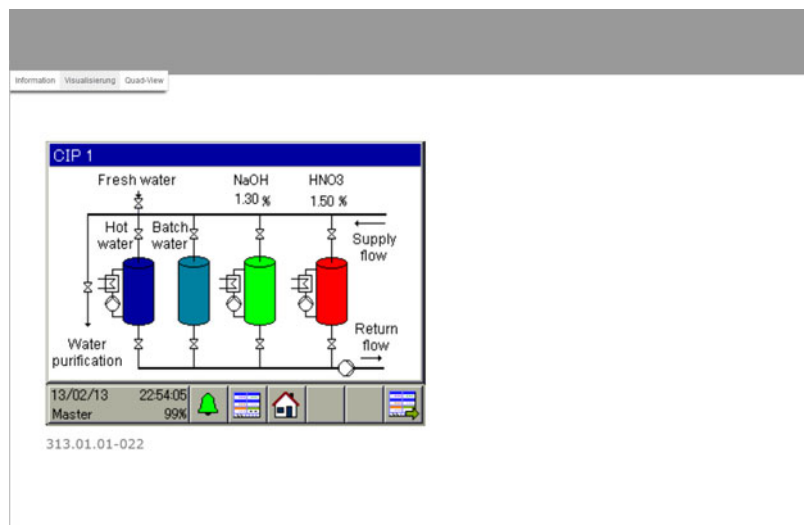 Information Visualisierung Quad-View
CIP 1
Fresh water NaOH HNO3
1.30 % 1.50 %
Hot Batch
water water
Supply
flow
Return
flow
Water
purification
13/02/13 22:54:05
Master 99%
313.01.01-022